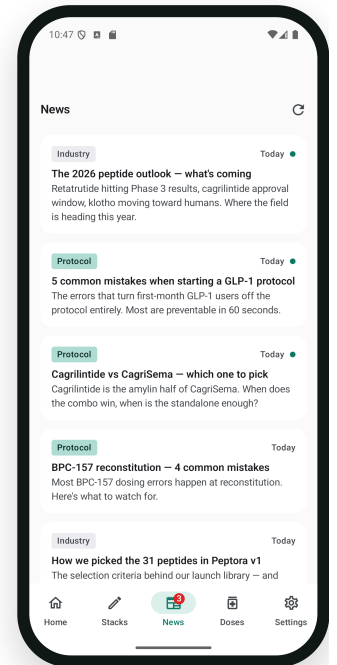 10:47
News
Industry
Today
The 2026 peptide outlook — what's coming
Retatrutide hitting Phase 3 results, cagrilintide approval
window, klotho moving toward humans. Where the field
is heading this year.
Protocol
Today
5 common mistakes when starting a GLP-1 protocol
The errors that turn first-month GLP-1 users off the
protocol entirely. Most are preventable in 60 seconds.
Protocol
Today
Cagrilintide vs CagriSema — which one to pick
Cagrilintide is the amylin half of CagriSema. When does
the combo win, when is the standalone enough?
Protocol
Today
BPC-157 reconstitution — 4 common mistakes
Most BPC-157 dosing errors happen at reconstitution.
Here's what to watch for.
Industry
Today
How we picked the 31 peptides in Peptora v1
The selection criteria behind our launch library — and
3
Home
Stacks
News
Doses
Settings